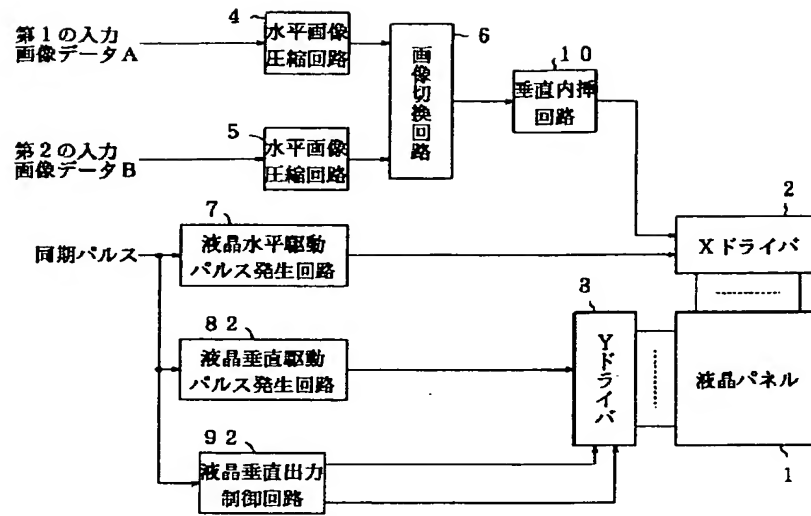 第1の入力
画像データA
4
水平画像
圧縮回路
6
画像切換回路
10
垂直内挿
回路
第2の入力
画像データB
5
水平画像
圧縮回路
2
Xドライバ
同期パルス
7
液晶水平駆動
パルス発生回路
3
Yドライバ
82
液晶垂直駆動
パルス発生回路
液晶パネル
1
92
液晶垂直出力
制御回路